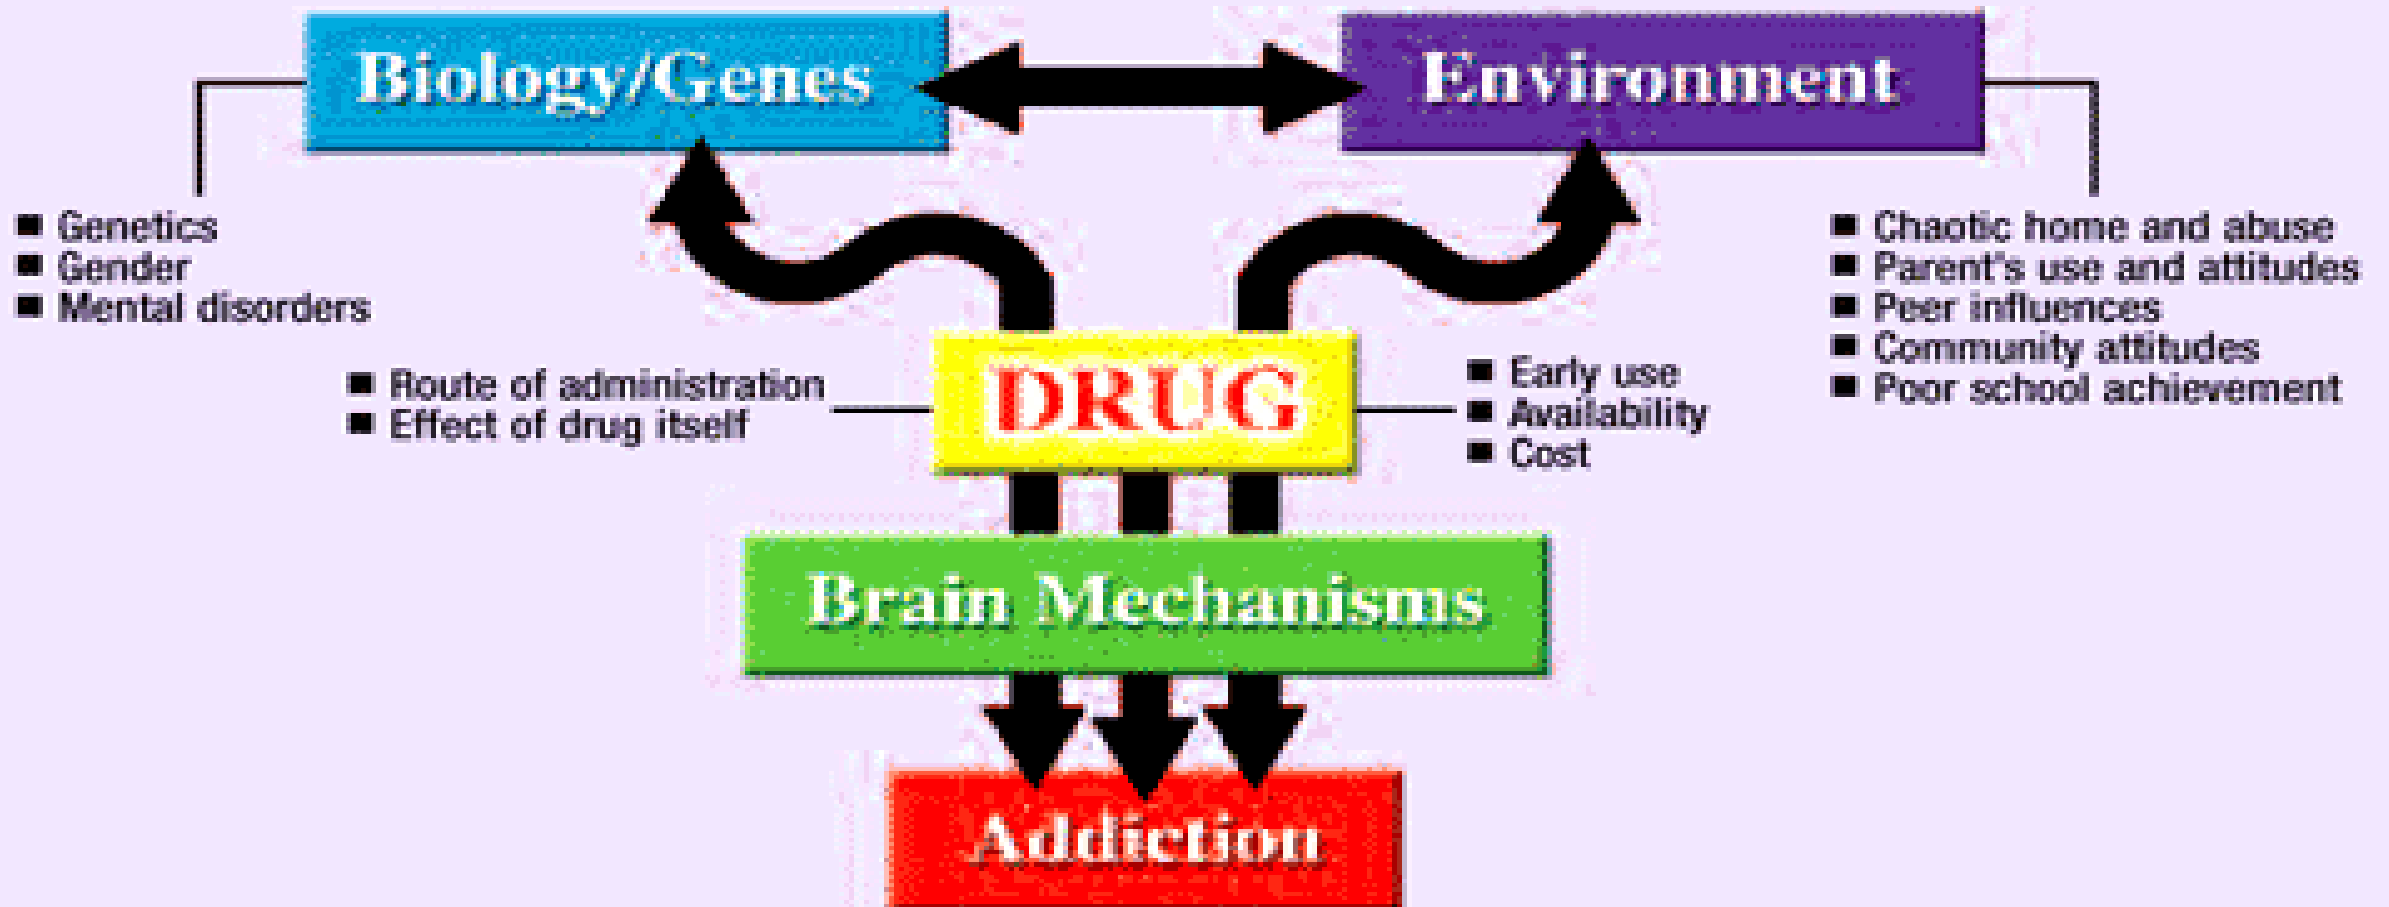 Biology/Genes
Environment
■ Genetics
■ Gender
■ Mental disorders
■ Chaotic home and abuse
■ Parent's use and attitudes
■ Peer influences
■ Community attitudes
■ Poor school achievement
■ Route of administration
■ Effect of drug itself
DRUG
■ Early use
■ Availability
■ Cost
Brain Mechanisms
Addiction